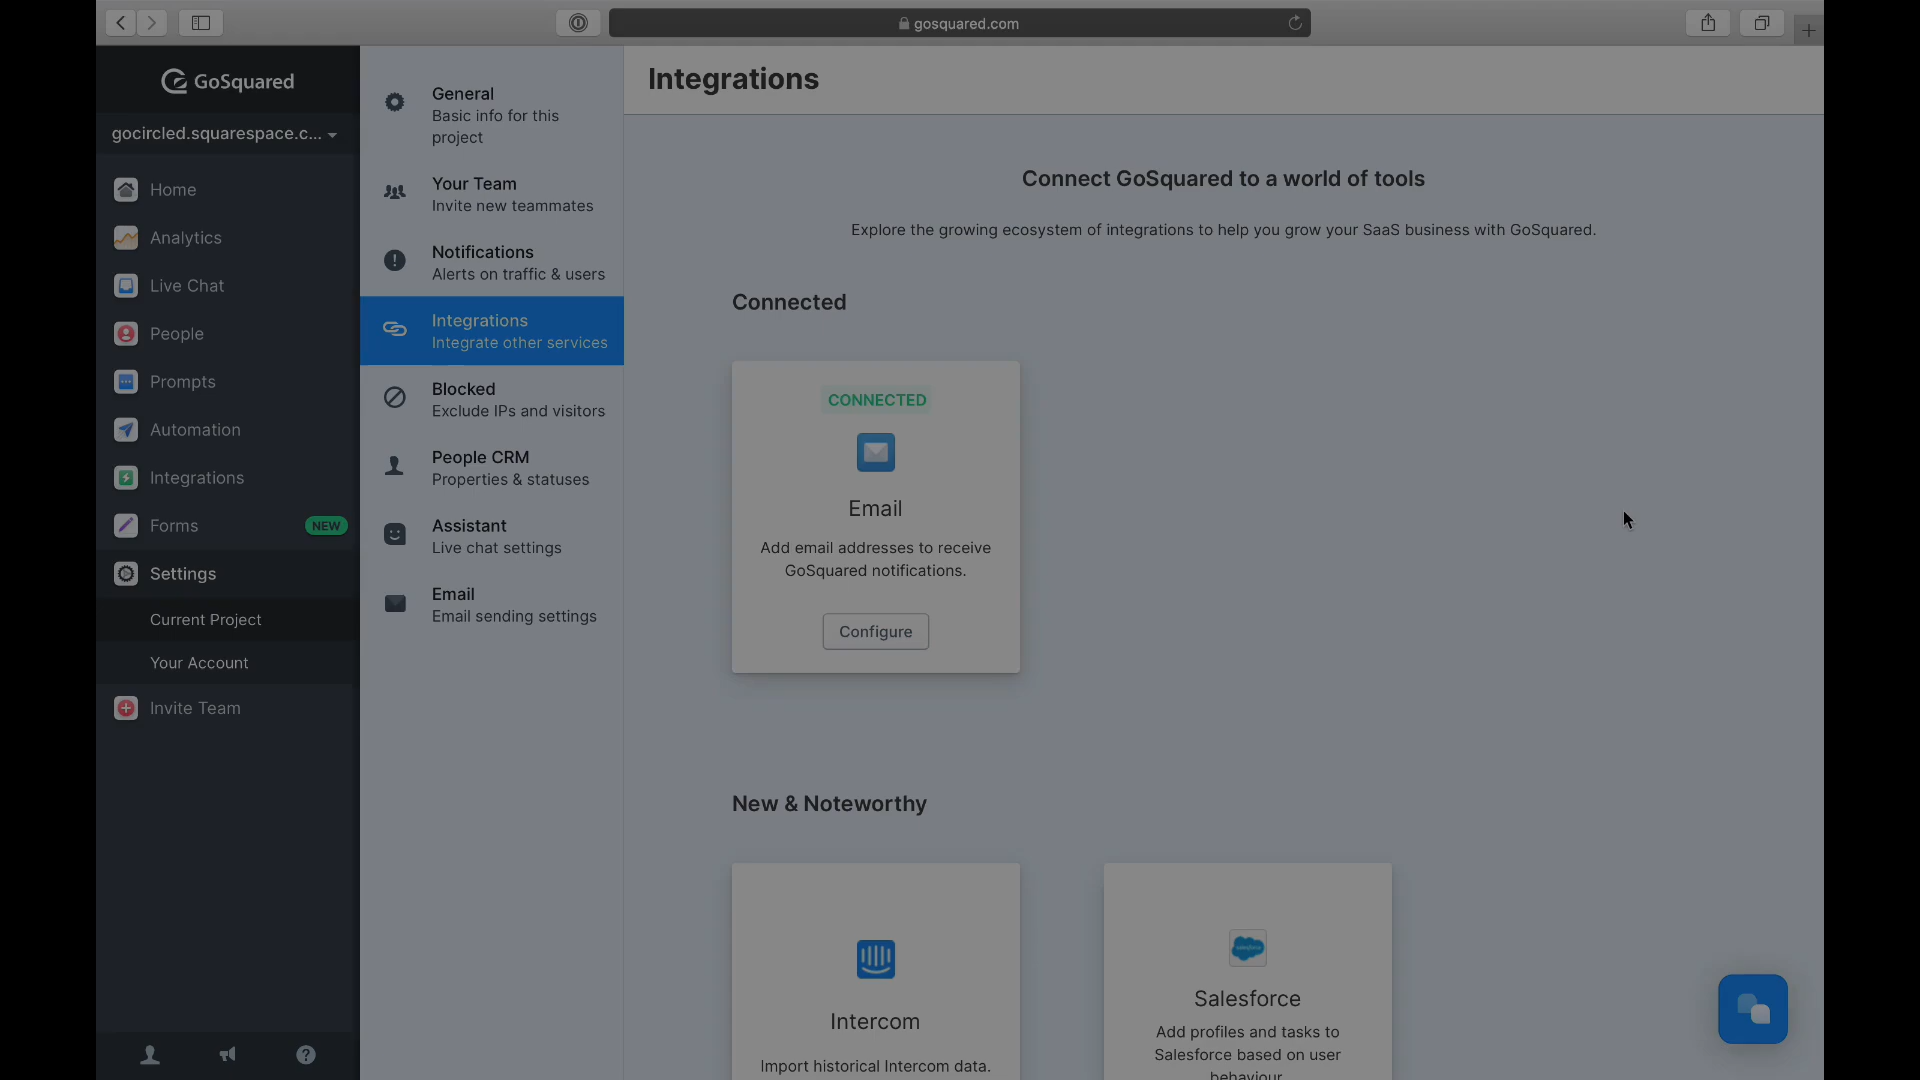 gosquared.com
GoSquared
gocircled.squarespace.c...
Home
Analytics
Live Chat
People
Prompts
Automation
Integrations
Forms
NEW
Settings
Current Project
Your Account
Invite Team
General
Basic info for this
project
Your Team
Invite new teammates
Notifications
Alerts on traffic & users
Integrations
Integrate other services
Blocked
Exclude IPs and visitors
People CRM
Properties & statuses
Assistant
Live chat settings
Email
Email sending settings
Integrations
Connect GoSquared to a world of tools
Explore the growing ecosystem of integrations to help you grow your SaaS business with GoSquared.
Connected
CONNECTED
Email
Add email addresses to receive
GoSquared notifications.
Configure
New & Noteworthy
Intercom
Import historical Intercom data.
salesforce
Salesforce
Add profiles and tasks to
Salesforce based on user
behaviour